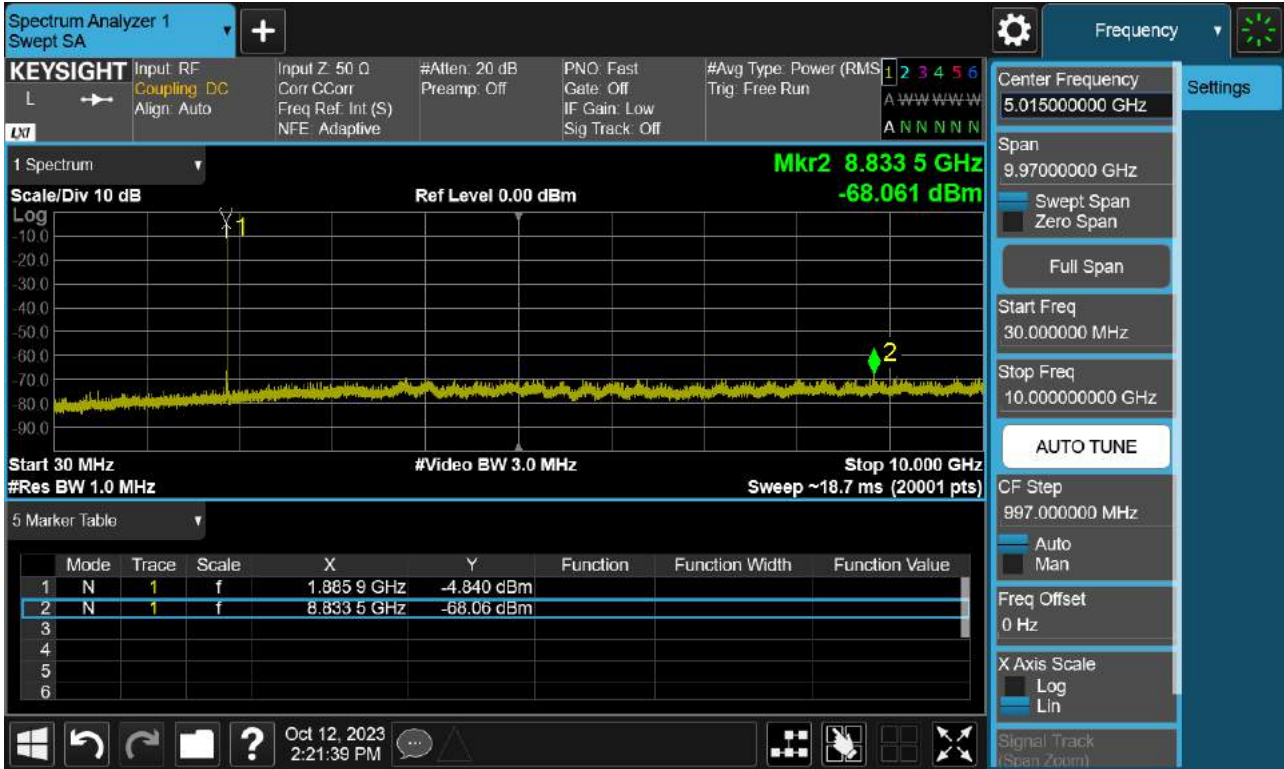 Spectrum Analyzer 1
Swept SA
Frequency
KEYSIGHT
L
LXI
Input: RF
Coupling: DC
Align: Auto
Input Z: 50 Ω
Corr CCorr
Freq Ref: Int (S)
NFE: Adaptive
#Atten: 20 dB
Preamp: Off
PNO: Fast
Gate: Off
IF Gain: Low
Sig Track: Off
#Avg Type: Power (RMS
Trig: Free Run
1 2 3 4 5 6
A W W W W W
A N N N N N
1 Spectrum
Mkr2 8.833 5 GHz
Scale/Div 10 dB
Ref Level 0.00 dBm
-68.061 dBm
Log
1
-10.0
-20.0
-30.0
-40.0
-50.0
-60.0
2
-70.0
-80.0
-90.0
Start 30 MHz
#Video BW 3.0 MHz
Stop 10.000 GHz
#Res BW 1.0 MHz
Sweep ~18.7 ms (20001 pts)
5 Marker Table
Mode Trace Scale X Y Function Function Width Function Value
1 N 1 f 1.885 9 GHz -4.840 dBm
2 N 1 f 8.833 5 GHz -68.06 dBm
3
4
5
6
Oct 12, 2023
2:21:39 PM
Center Frequency
5.015000000 GHz
Settings
Span
9.97000000 GHz
Swept Span
Zero Span
Full Span
Start Freq
30.000000 MHz
Stop Freq
10.000000000 GHz
AUTO TUNE
CF Step
997.000000 MHz
Auto
Man
Freq Offset
0 Hz
X Axis Scale
Log
Lin
Signal Track
(Span Zoom)